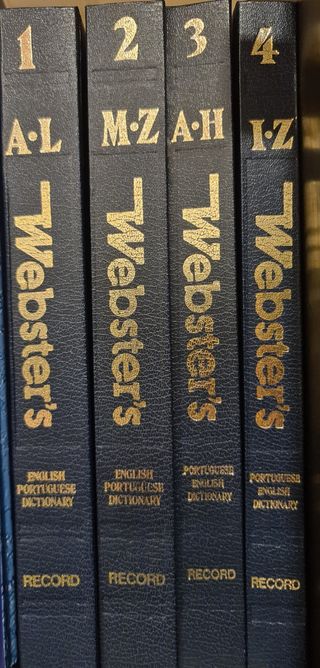 1
A·L
Webster's
ENGLISH
PORTUGUESE
DICTIONARY
RECORD
2
M·Z
Webster's
ENGLISH
PORTUGUESE
DICTIONARY
RECORD
3
A·H
Webster's
PORTUGUESE
ENGLISH
DICTIONARY
RECORD
4
I·Z
Webster's
PORTUGUESE
ENGLISH
DICTIONARY
RECORD